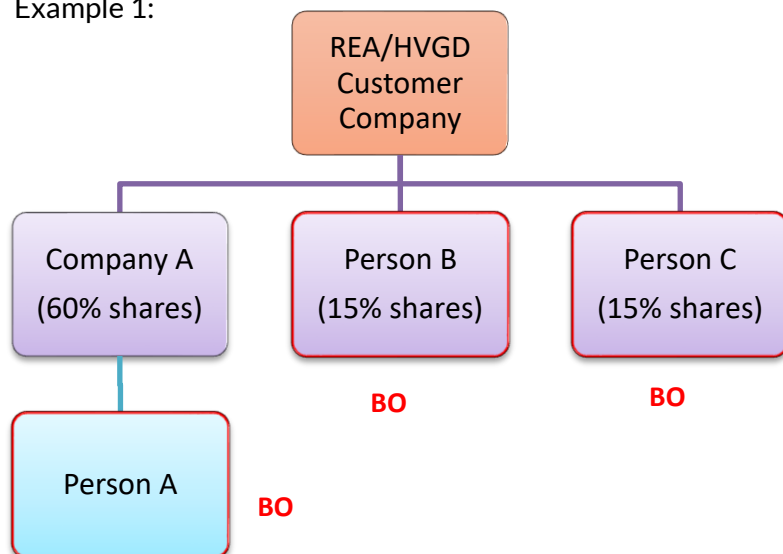 Example 1:
REA/HVGD
Customer
Company
Company A
(60% shares)
Person B
(15% shares)
Person C
(15% shares)
BO
BO
Person A
BO